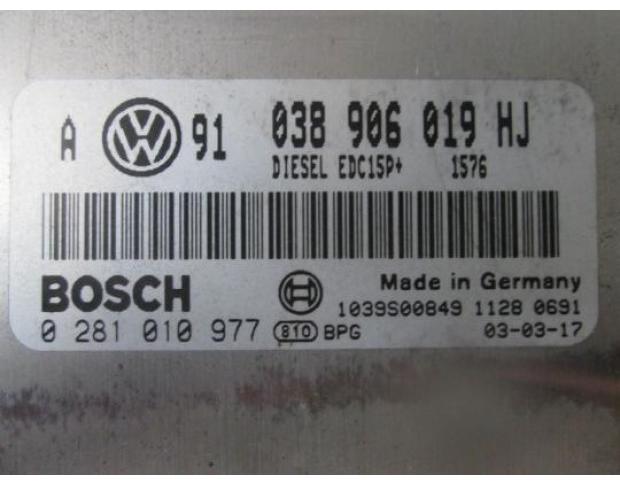 A VW 91 038 906 019 HJ
DIESEL EDC15P+ 1576
BOSCH
Made in Germany
1039S00849 1128 0691
0 281 010 977 810 BPG 03-03-17